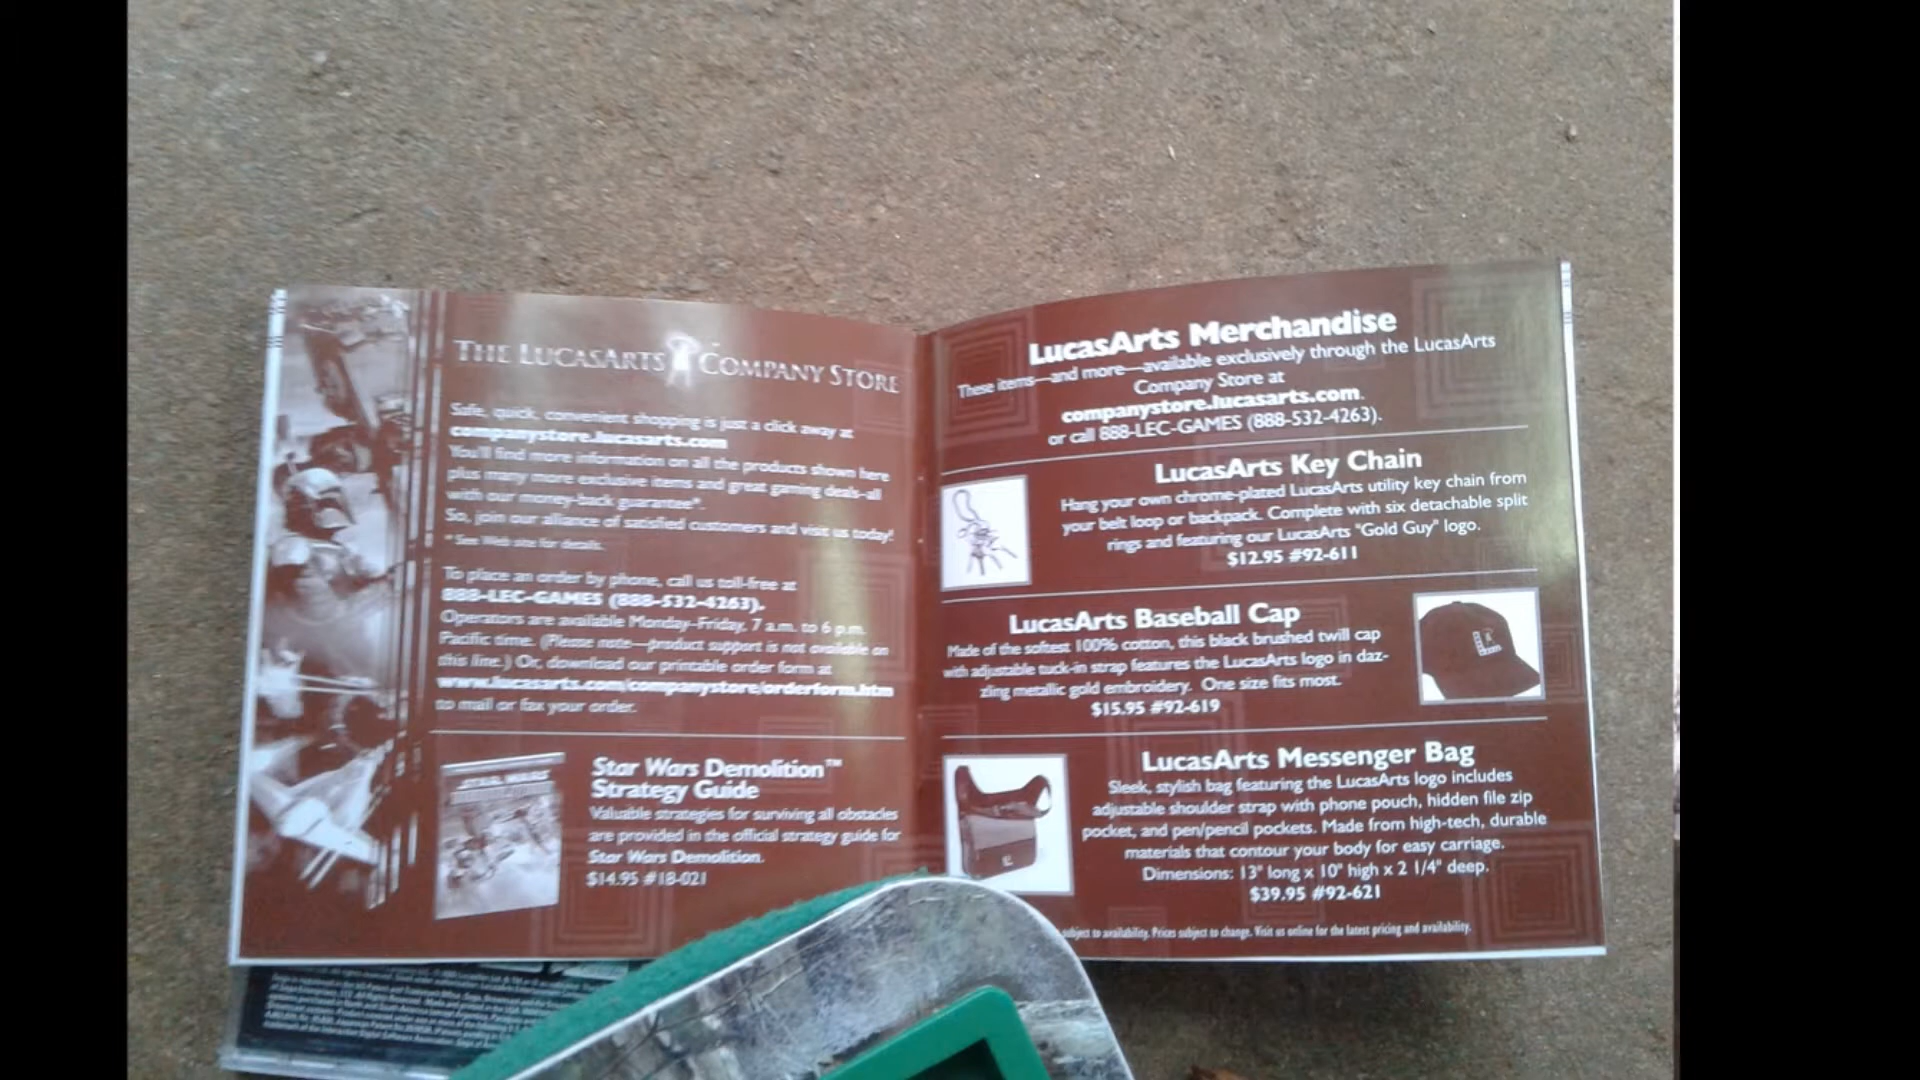 THE LUCASARTS COMPANY STORE
Safe, quick, convenient shopping is just a click away at
companystore.lucasarts.com
You'll find more information on all the products shown here
plus many more exclusive items and great gaming deals–all
with our money-back guarantee*.
So, join our alliance of satisfied customers and visit us today!
* See Web site for details.
To place an order by phone, call us toll-free at
888-LEC-GAMES (888-532-4263).
Operators are available Monday–Friday, 7 a.m. to 6 p.m.
Pacific time. (Please note—product support is not available on
this line.) Or, download our printable order form at
www.lucasarts.com/companystore/orderform.htm
to mail or fax your order.
STAR WARS
Star Wars Demolition™
Strategy Guide
Valuable strategies for surviving all obstacles
are provided in the official strategy guide for
Star Wars Demolition.
$14.95 #18-021
LucasArts Merchandise
These items—and more—available exclusively through the LucasArts
Company Store at
companystore.lucasarts.com.
or call 888-LEC-GAMES (888-532-4263).
LucasArts Key Chain
Hang your own chrome-plated LucasArts utility key chain from
your belt loop or backpack. Complete with six detachable split
rings and featuring our LucasArts "Gold Guy" logo.
$12.95 #92-611
LucasArts Baseball Cap
Made of the softest 100% cotton, this black brushed twill cap
with adjustable tuck-in strap features the LucasArts logo in daz-
zling metallic gold embroidery. One size fits most.
$15.95 #92-619
LucasArts Messenger Bag
Sleek, stylish bag featuring the LucasArts logo includes
adjustable shoulder strap with phone pouch, hidden file zip
pocket, and pen/pencil pockets. Made from high-tech, durable
materials that contour your body for easy carriage.
Dimensions: 13" long x 10" high x 2 1/4" deep.
$39.95 #92-621
subject to availability. Prices subject to change. Visit us online for the latest pricing and availability.